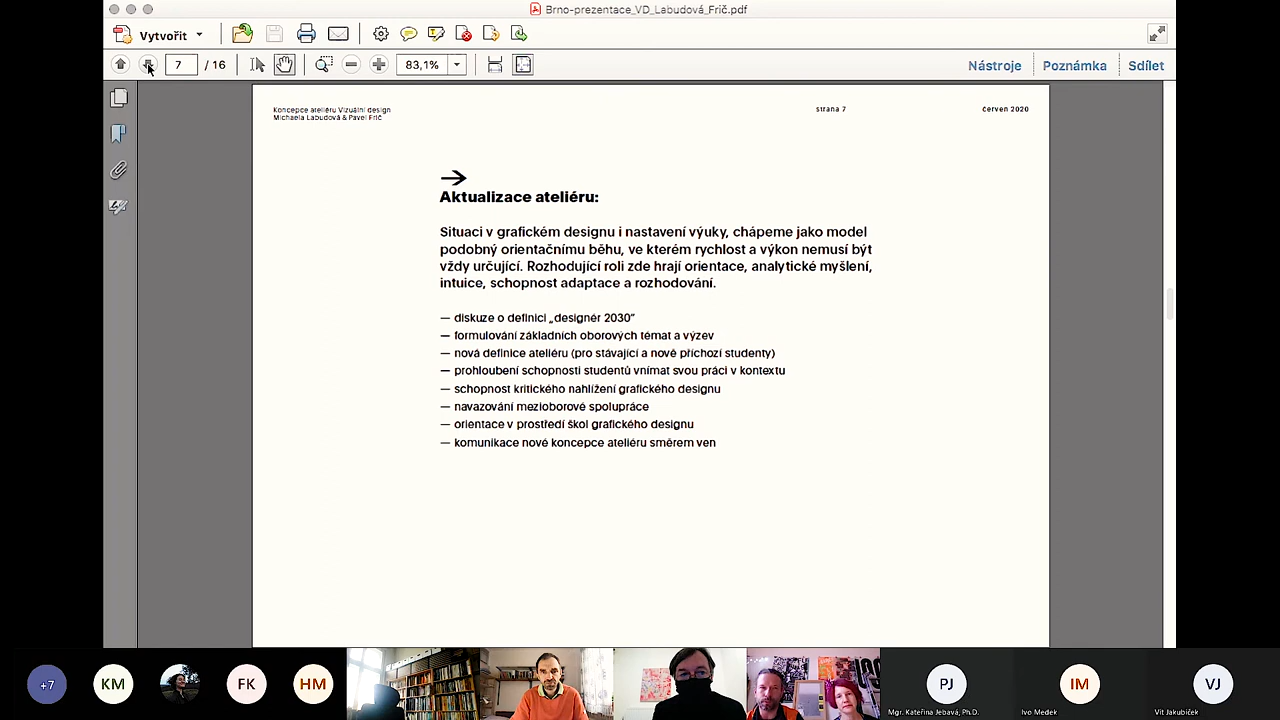 Brno-prezentace_VD_Labudová_Frič.pdf
Vytvořit
7 / 16
83,1%
Nástroje
Poznámka
Sdílet
Koncepce ateliéru Vizuální design
Michaela Labudová & Pavel Frič
strana 7
červen 2020
→
Aktualizace ateliéru:
Situaci v grafickém designu i nastavení výuky, chápeme jako model
podobný orientačnímu běhu, ve kterém rychlost a výkon nemusí být
vždy určující. Rozhodující roli zde hrají orientace, analytické myšlení,
intuice, schopnost adaptace a rozhodování.
— diskuze o definici „designér 2030“
— formulování základních oborových témat a výzev
— nová definice ateliéru (pro stávající a nově příchozí studenty)
— prohloubení schopnosti studentů vnímat svou práci v kontextu
— schopnost kritického nahlížení grafického designu
— navazování mezioborové spolupráce
— orientace v prostředí škol grafického designu
— komunikace nové koncepce ateliéru směrem ven
+7
KM
FK
HM
PJ
IM
VJ
Mgr. Kateřina Jebavá, Ph.D.
Ivo Medek
Vít Jakubíček